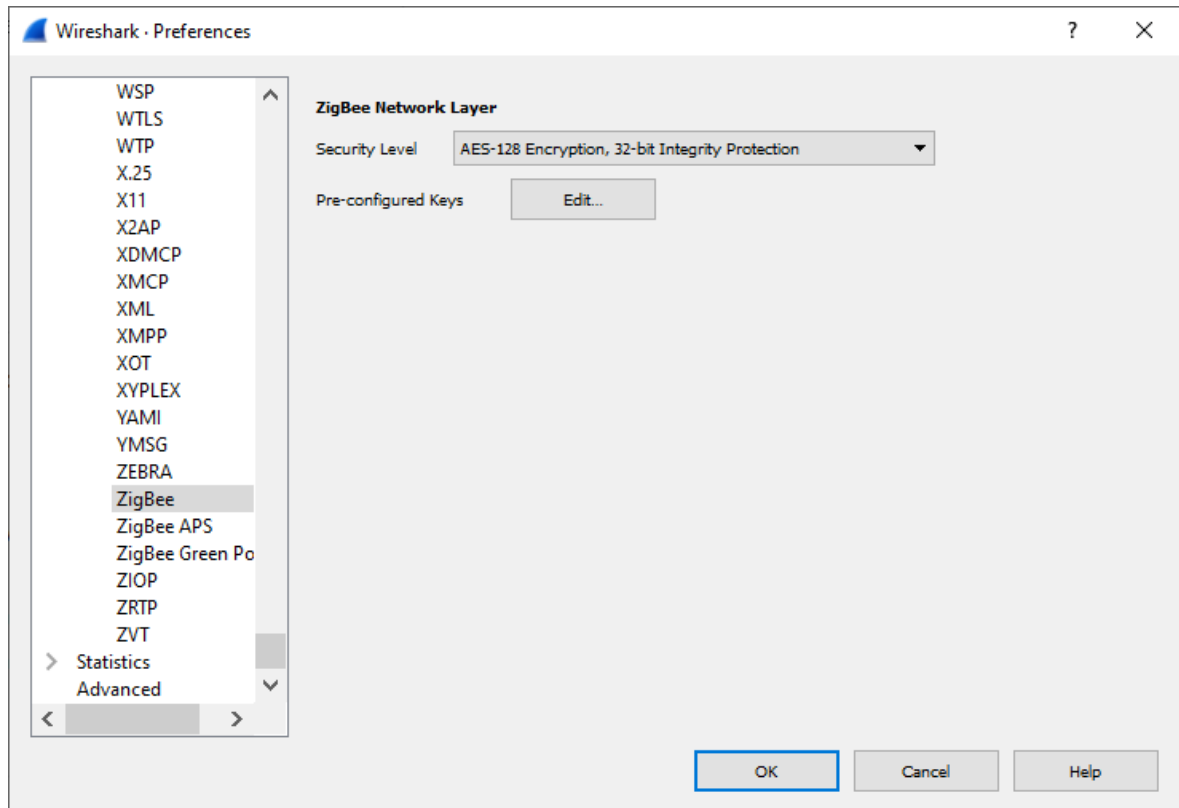 Wireshark · Preferences
?
WSP
WTLS
WTP
X.25
X11
X2AP
XDMCP
XMCP
XML
XMPP
XOT
XYPLEX
YAMI
YMSG
ZEBRA
ZigBee
ZigBee APS
ZigBee Green Po
ZIOP
ZRTP
ZVT
Statistics
Advanced
ZigBee Network Layer
Security Level AES-128 Encryption, 32-bit Integrity Protection
Pre-configured Keys Edit...
OK Cancel Help